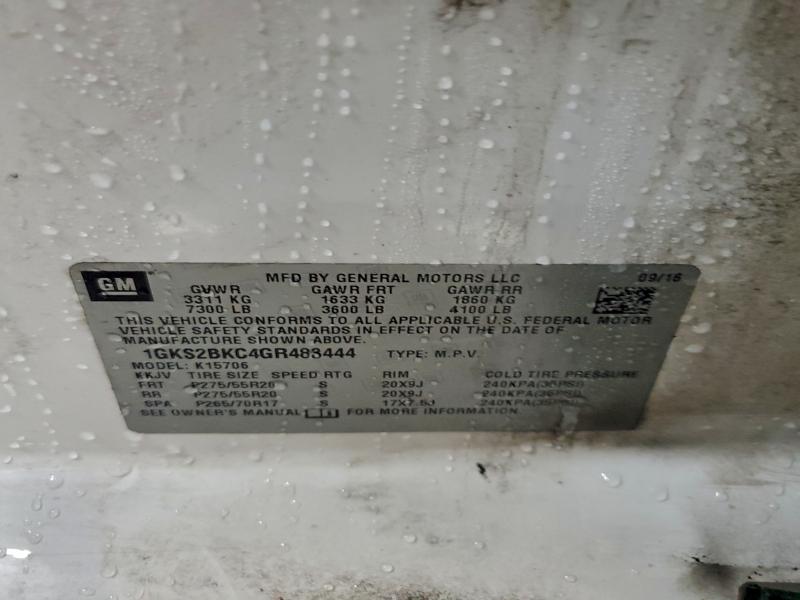 GM MFD BY GENERAL MOTORS LLC 09/16
GVWR GAWR FRT GAWR RR
3311 KG 1633 KG 1860 KG
7300 LB 3600 LB 4100 LB
THIS VEHICLE CONFORMS TO ALL APPLICABLE U.S. FEDERAL MOTOR
VEHICLE SAFETY STANDARDS IN EFFECT ON THE DATE OF
MANUFACTURE SHOWN ABOVE.
TYPE: M.P.V.
MODEL: K15706
KKJV TIRE SIZE SPEED RTG RIM COLD TIRE PRESSURE
FRT P275/55R20 S 20X9J 240KPA(35PSI)
RR P275/55R20 S 20X9J 240KPA(35PSI)
SPA P265/70R17 S 17X7.5J 240KPA(35PSI)
SEE OWNER'S MANUAL FOR MORE INFORMATION